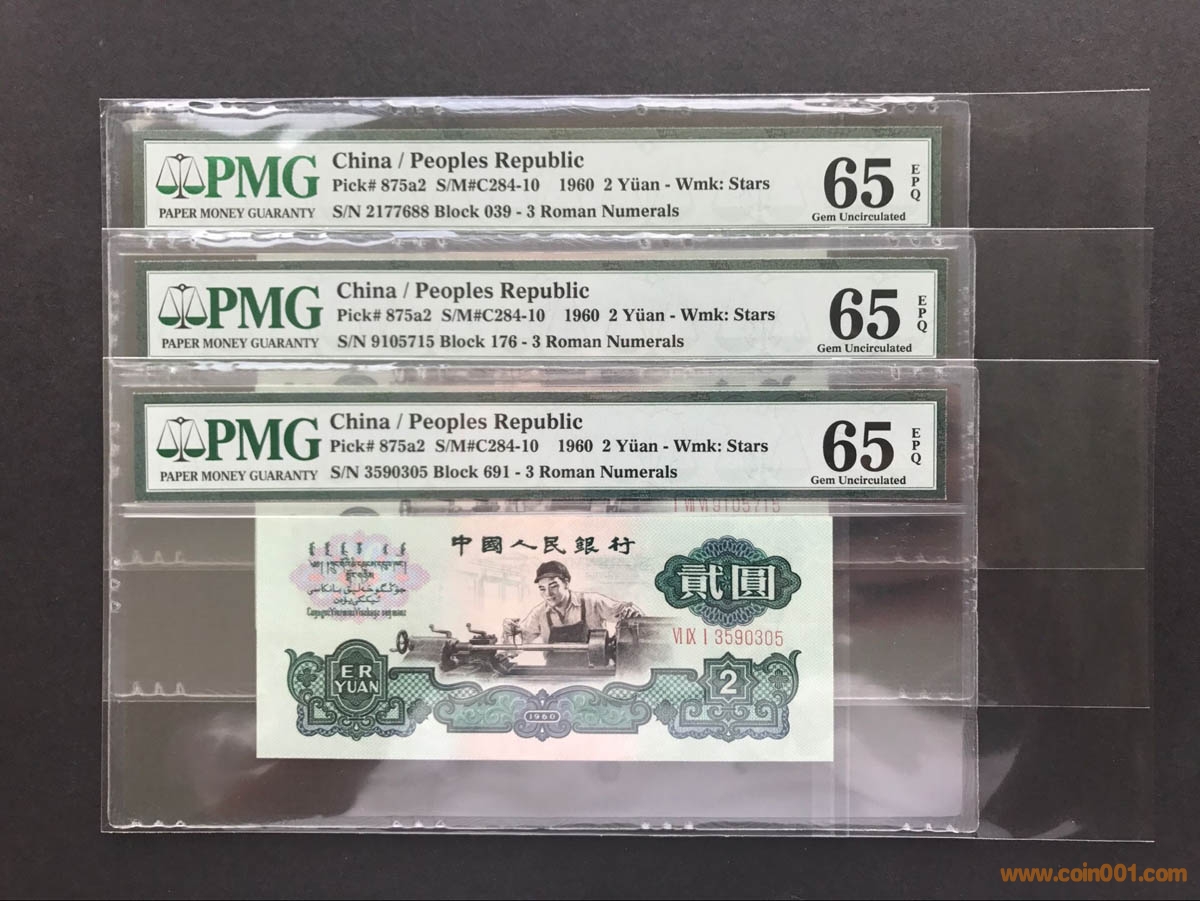 PMG
PAPER MONEY GUARANTY
China / Peoples Republic
Pick# 875a2 S/M#C284-10 1960 2 Yüan - Wmk: Stars
S/N 2177688 Block 039 - 3 Roman Numerals
65
EPQ
Gem Uncirculated
PMG
PAPER MONEY GUARANTY
China / Peoples Republic
Pick# 875a2 S/M#C284-10 1960 2 Yüan - Wmk: Stars
S/N 9105715 Block 176 - 3 Roman Numerals
65
EPQ
Gem Uncirculated
PMG
PAPER MONEY GUARANTY
China / Peoples Republic
Pick# 875a2 S/M#C284-10 1960 2 Yüan - Wmk: Stars
S/N 3590305 Block 691 - 3 Roman Numerals
65
EPQ
Gem Uncirculated
I VII VI 9105715
中國人民銀行
貳圓
VI IX I 3590305
ER
YUAN
2
1960
www.coin001.com